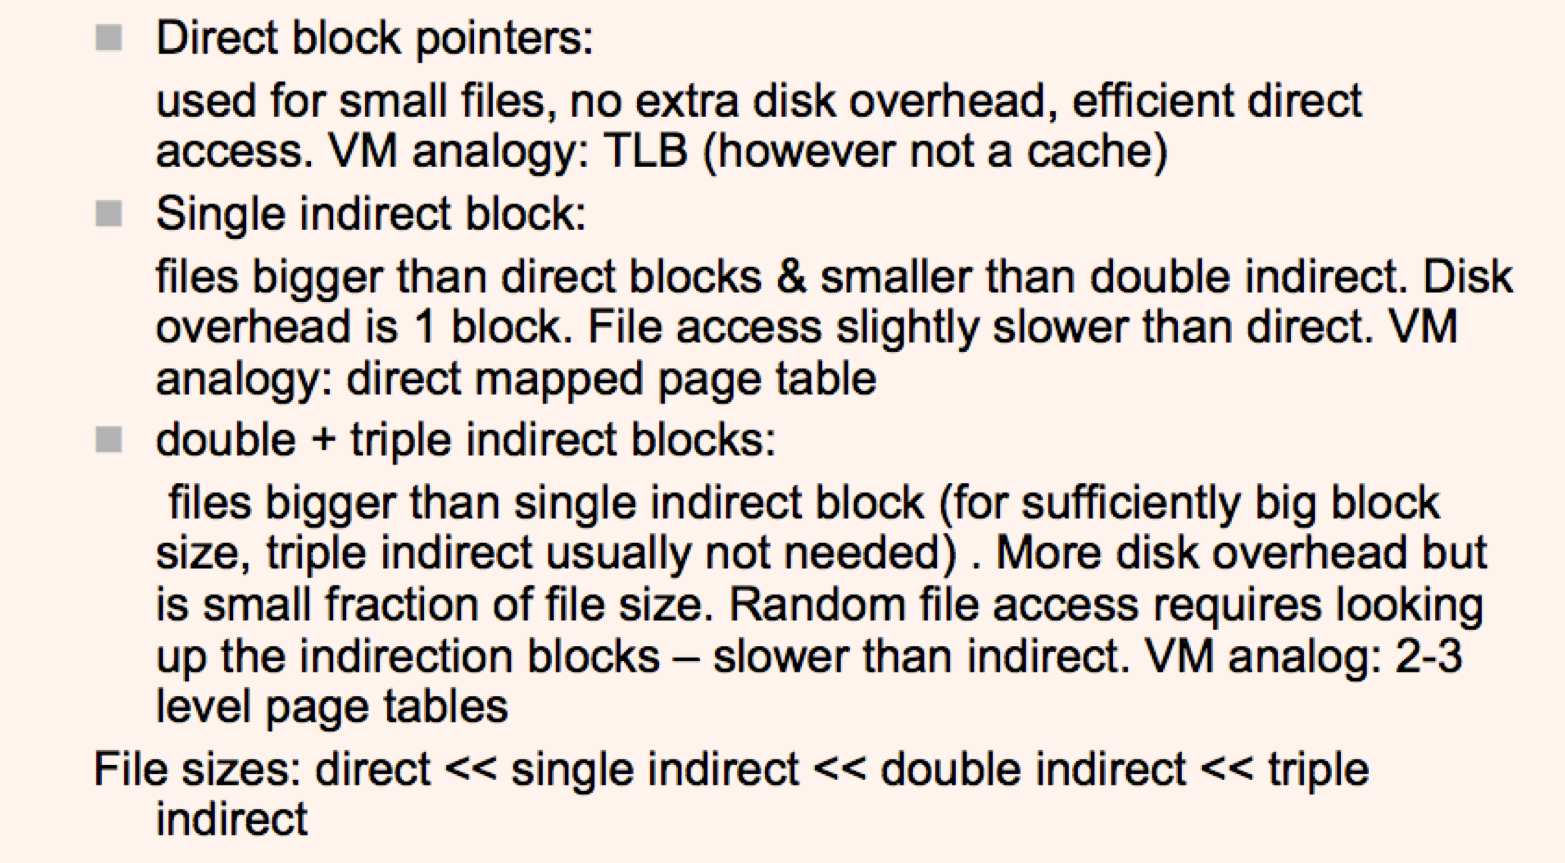 Direct block pointers:
used for small files, no extra disk overhead, efficient direct
access. VM analogy: TLB (however not a cache)
Single indirect block:
files bigger than direct blocks & smaller than double indirect. Disk
overhead is 1 block. File access slightly slower than direct. VM
analogy: direct mapped page table
double + triple indirect blocks:
files bigger than single indirect block (for sufficiently big block
size, triple indirect usually not needed) . More disk overhead but
is small fraction of file size. Random file access requires looking
up the indirection blocks – slower than indirect. VM analog: 2-3
level page tables
File sizes: direct << single indirect << double indirect << triple
indirect